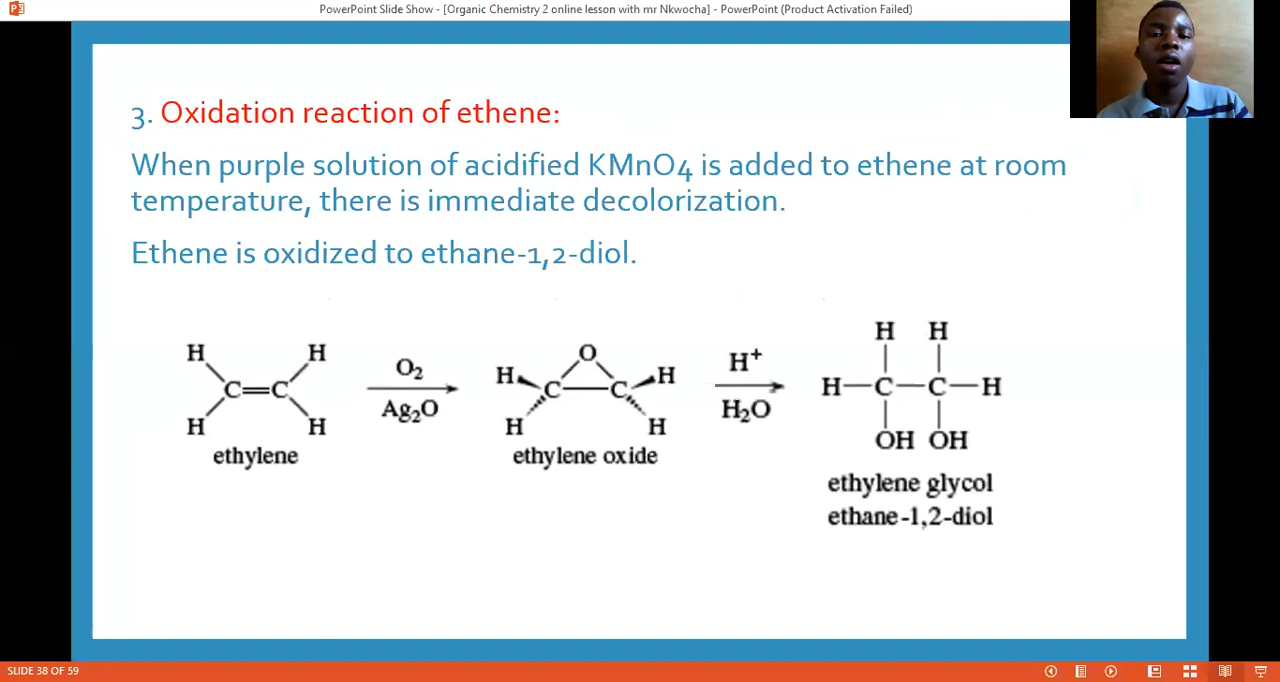 PowerPoint Slide Show - [Organic Chemistry 2 online lesson with mr Nkwocha] - PowerPoint (Product Activation Failed)
3. Oxidation reaction of ethene:
When purple solution of acidified KMnO4 is added to ethene at room
temperature, there is immediate decolorization.
Ethene is oxidized to ethane-1,2-diol.
H H
C=C
H H
ethylene
O₂
Ag₂O
O
H C C H
H H
ethylene oxide
H⁺
H₂O
H H
H—C—C—H
OH OH
ethylene glycol
ethane-1,2-diol
SLIDE 38 OF 59